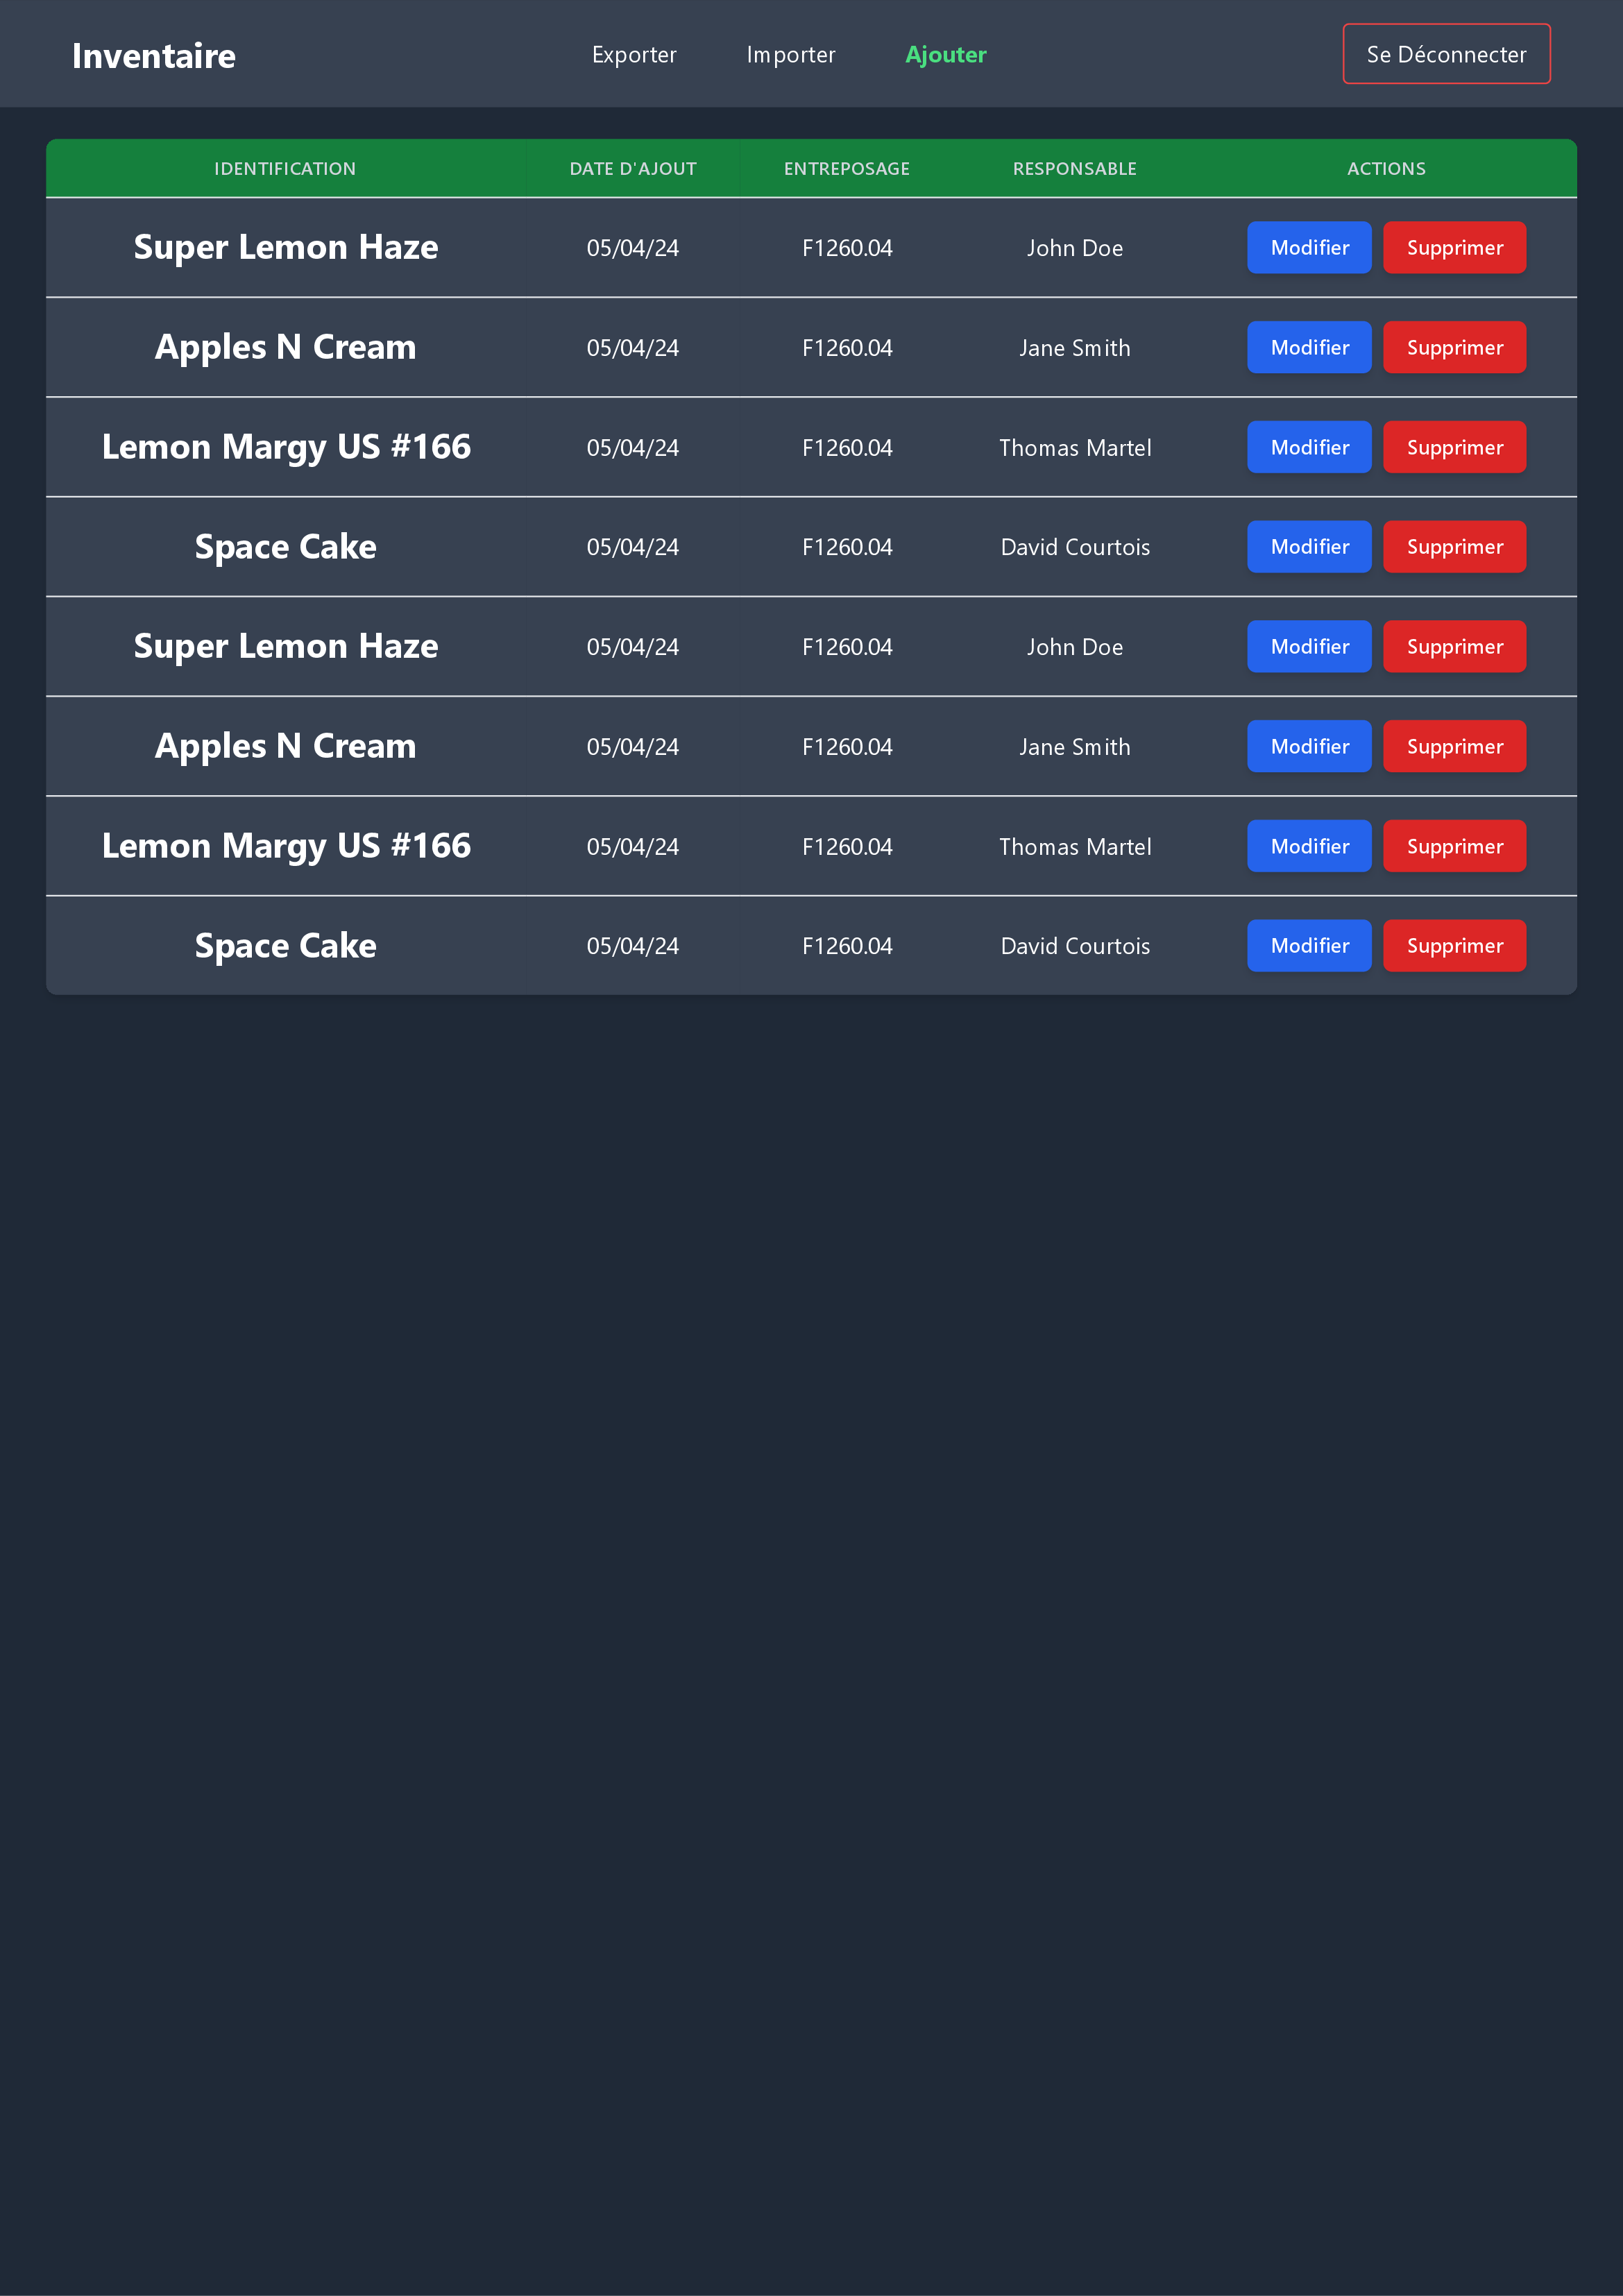 Inventaire Exporter Importer Ajouter Se Déconnecter
IDENTIFICATION DATE D'AJOUT ENTREPOSAGE RESPONSABLE ACTIONS
Super Lemon Haze 05/04/24 F1260.04 John Doe Modifier Supprimer
Apples N Cream 05/04/24 F1260.04 Jane Smith Modifier Supprimer
Lemon Margy US #166 05/04/24 F1260.04 Thomas Martel Modifier Supprimer
Space Cake 05/04/24 F1260.04 David Courtois Modifier Supprimer
Super Lemon Haze 05/04/24 F1260.04 John Doe Modifier Supprimer
Apples N Cream 05/04/24 F1260.04 Jane Smith Modifier Supprimer
Lemon Margy US #166 05/04/24 F1260.04 Thomas Martel Modifier Supprimer
Space Cake 05/04/24 F1260.04 David Courtois Modifier Supprimer